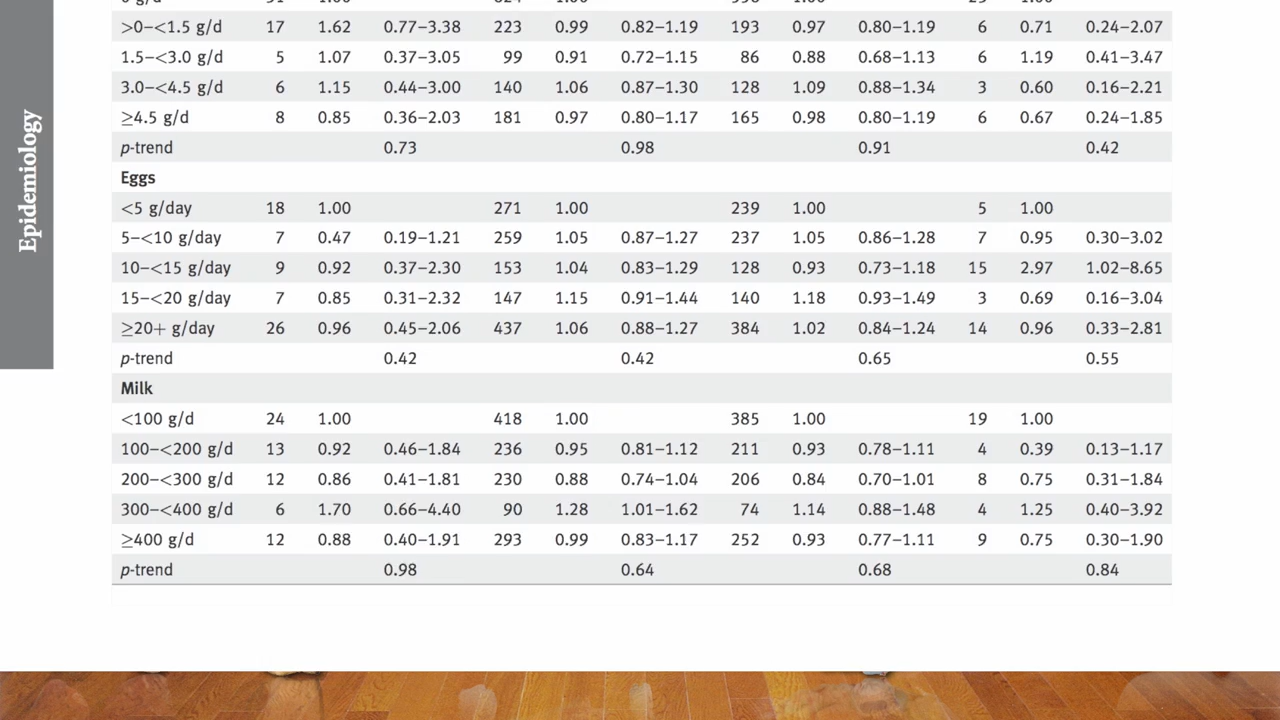 >0–<1.5 g/d 17 1.62 0.77–3.38 223 0.99 0.82–1.19 193 0.97 0.80–1.19 6 0.71 0.24–2.07
1.5–<3.0 g/d 5 1.07 0.37–3.05 99 0.91 0.72–1.15 86 0.88 0.68–1.13 6 1.19 0.41–3.47
3.0–<4.5 g/d 6 1.15 0.44–3.00 140 1.06 0.87–1.30 128 1.09 0.88–1.34 3 0.60 0.16–2.21
≥4.5 g/d 8 0.85 0.36–2.03 181 0.97 0.80–1.17 165 0.98 0.80–1.19 6 0.67 0.24–1.85
p-trend 0.73 0.98 0.91 0.42
Eggs
<5 g/day 18 1.00 271 1.00 239 1.00 5 1.00
5–<10 g/day 7 0.47 0.19–1.21 259 1.05 0.87–1.27 237 1.05 0.86–1.28 7 0.95 0.30–3.02
10–<15 g/day 9 0.92 0.37–2.30 153 1.04 0.83–1.29 128 0.93 0.73–1.18 15 2.97 1.02–8.65
15–<20 g/day 7 0.85 0.31–2.32 147 1.15 0.91–1.44 140 1.18 0.93–1.49 3 0.69 0.16–3.04
≥20+ g/day 26 0.96 0.45–2.06 437 1.06 0.88–1.27 384 1.02 0.84–1.24 14 0.96 0.33–2.81
p-trend 0.42 0.42 0.65 0.55
Milk
<100 g/d 24 1.00 418 1.00 385 1.00 19 1.00
100–<200 g/d 13 0.92 0.46–1.84 236 0.95 0.81–1.12 211 0.93 0.78–1.11 4 0.39 0.13–1.17
200–<300 g/d 12 0.86 0.41–1.81 230 0.88 0.74–1.04 206 0.84 0.70–1.01 8 0.75 0.31–1.84
300–<400 g/d 6 1.70 0.66–4.40 90 1.28 1.01–1.62 74 1.14 0.88–1.48 4 1.25 0.40–3.92
≥400 g/d 12 0.88 0.40–1.91 293 0.99 0.83–1.17 252 0.93 0.77–1.11 9 0.75 0.30–1.90
p-trend 0.98 0.64 0.68 0.84
Epidemiology